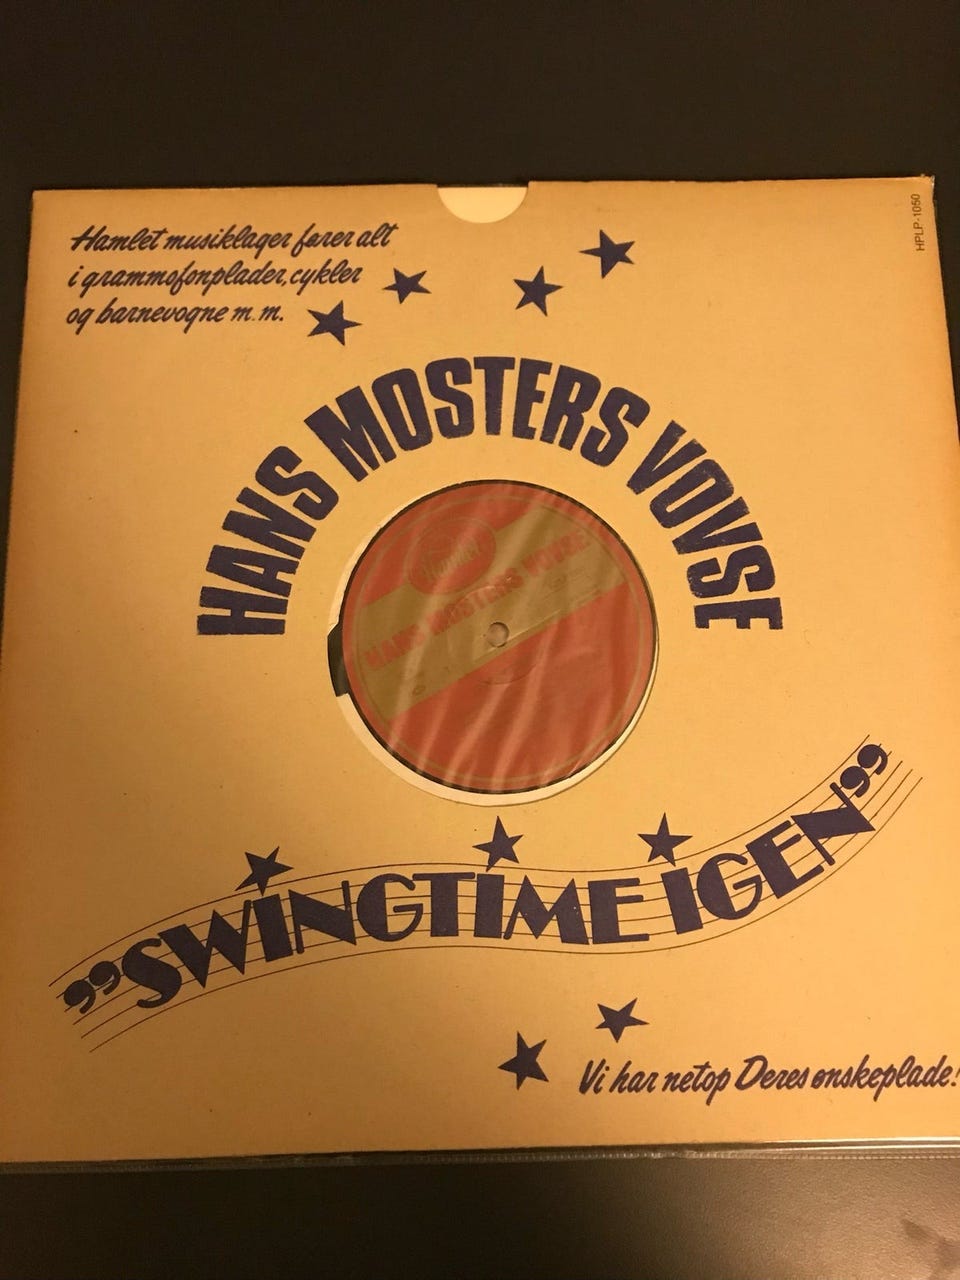 Hamlet musiklager fører alt
i grammofonplader, cykler
og barnevogne m.m.
HPLP-1050
HANS MOSTERS VOVSE
Hamlet
HANS MOSTERS VOVSE
„SWINGTIME IGEN”
Vi har netop Deres ønskeplade!